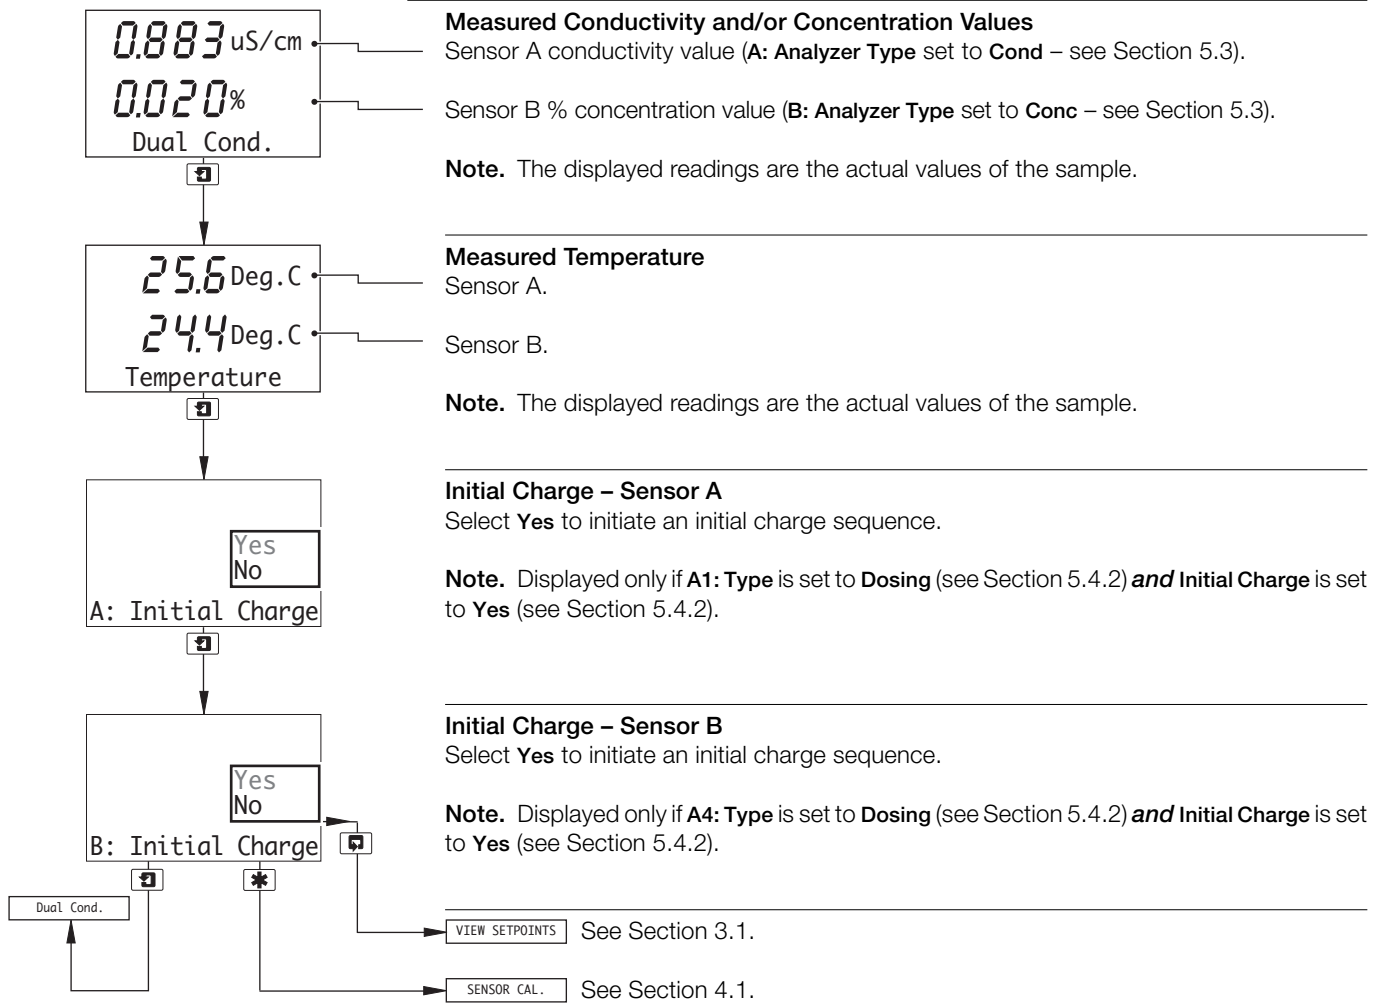 0.883 uS/cm
0.020 %
Dual Cond.
Measured Conductivity and/or Concentration Values
Sensor A conductivity value (A: Analyzer Type set to Cond – see Section 5.3).
Sensor B % concentration value (B: Analyzer Type set to Conc – see Section 5.3).
Note. The displayed readings are the actual values of the sample.
25.6 Deg.C
24.4 Deg.C
Temperature
Measured Temperature
Sensor A.
Sensor B.
Note. The displayed readings are the actual values of the sample.
Yes
No
A: Initial Charge
Initial Charge – Sensor A
Select Yes to initiate an initial charge sequence.
Note. Displayed only if A1: Type is set to Dosing (see Section 5.4.2) and Initial Charge is set
to Yes (see Section 5.4.2).
Yes
No
B: Initial Charge
Initial Charge – Sensor B
Select Yes to initiate an initial charge sequence.
Note. Displayed only if A4: Type is set to Dosing (see Section 5.4.2) and Initial Charge is set
to Yes (see Section 5.4.2).
Dual Cond.
VIEW SETPOINTS See Section 3.1.
SENSOR CAL. See Section 4.1.